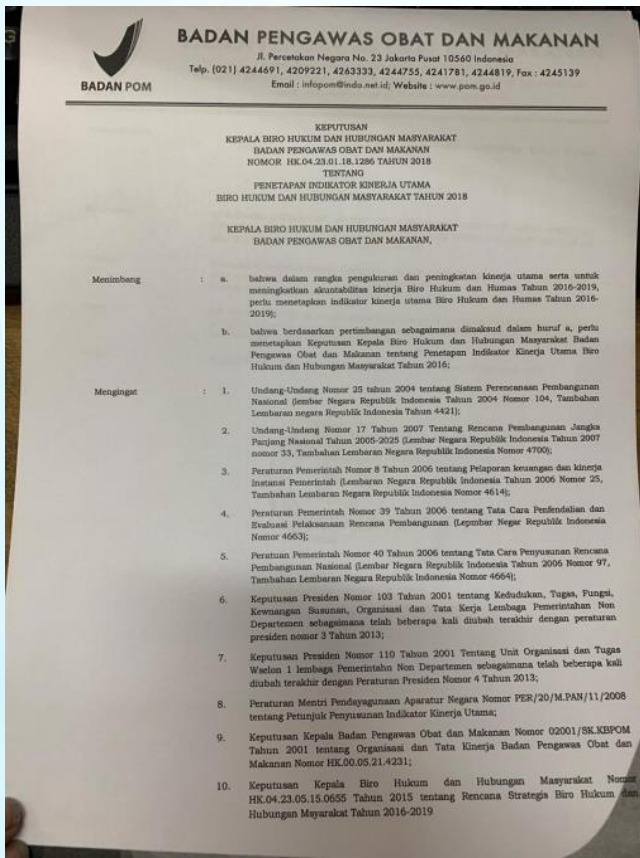 BADAN POM
BADAN PENGAWAS OBAT DAN MAKANAN
Jl. Percetakan Negara No. 23 Jakarta Pusat 10560 Indonesia
Telp. (021) 4244691, 4209221, 4263333, 4244755, 4241781, 4244819, Fax : 4245139
Email : infopom@indo.net.id; Website : www.pom.go.id
KEPUTUSAN
KEPALA BIRO HUKUM DAN HUBUNGAN MASYARAKAT
BADAN PENGAWAS OBAT DAN MAKANAN
NOMOR HK.04.23.01.18.1286 TAHUN 2018
TENTANG
PENETAPAN INDIKATOR KINERJA UTAMA
BIRO HUKUM DAN HUBUNGAN MASYARAKAT TAHUN 2018
KEPALA BIRO HUKUM DAN HUBUNGAN MASYARAKAT
BADAN PENGAWAS OBAT DAN MAKANAN,
Menimbang : a. bahwa dalam rangka pengukuran dan peningkatan kinerja utama serta untuk
meningkatkan akuntabilitas kinerja Biro Hukum dan Humas Tahun 2016-2019,
perlu menetapkan indikator kinerja utama Biro Hukum dan Humas Tahun 2016-
2019;
b. bahwa berdasarkan pertimbangan sebagaimana dimaksud dalam huruf a, perlu
menetapkan Keputusan Kepala Biro Hukum dan Hubungan Masyarakat Badan
Pengawas Obat dan Makanan tentang Penetapan Indikator Kinerja Utama Biro
Hukum dan Hubungan Masyarakat Tahun 2016;
Mengingat : 1. Undang-Undang Nomor 25 tahun 2004 tentang Sistem Perencanaan Pembangunan
Nasional (lembar Negara Republik Indonesia Tahun 2004 Nomor 104, Tambahan
Lembaran negara Republik Indonesia Tahun 4421);
2. Undang-Undang Nomor 17 Tahun 2007 Tentang Rencana Pembangunan Jangka
Panjang Nasional Tahun 2005-2025 (Lembar Negara Republik Indonesia Tahun 2007
nomor 33, Tambahan Lembaran Negara Republik Indonesia Nomor 4700);
3. Peraturan Pemerintah Nomor 8 Tahun 2006 tentang Pelaporan keuangan dan kinerja
Instansi Pemerintah (Lembaran Negara Republik Indonesia Tahun 2006 Nomor 25,
Tambahan Lembaran Negara Republik Indonesia Nomor 4614);
4. Peraturan Pemerintah Nomor 39 Tahun 2006 tentang Tata Cara Penfendalian dan
Evaluasi Pelaksanaan Rencana Pembangunan (Lepmbar Negar Republik Indonesia
Nomor 4663);
5. Peratuan Pemerintah Nomor 40 Tahun 2006 tentang Tata Cara Penyusunan Rencana
Pembangunan Nasional (Lembar Negara Republik Indonesia Tahun 2006 Nomor 97,
Tambahan Lembaran Negara Republik Indonesia Nomor 4664);
6. Keputusan Presiden Nomor 103 Tahun 2001 tentang Kedudukan, Tugas, Fungsi,
Kewnangan Susunan, Organisasi dan Tata Kerja Lembaga Pemerintahan Non
Departemen sebagaimana telah beberapa kali diubah terakhir dengan peraturan
presiden nomor 3 Tahun 2013;
7. Keputusan Presiden Nomor 110 Tahun 2001 Tentang Unit Organisasi dan Tugas
Wselon 1 lembaga Pemerintahn Non Departemen sebagaimana telah beberapa kali
diubah terakhir dengan Peraturan Presiden Nomor 4 Tahun 2013;
8. Peraturan Mentri Pendayagunaan Aparatur Negara Nomor PER/20/M.PAN/11/2008
tentang Petunjuk Penyusunan Indikator Kinerja Utama;
9. Keputusan Kepala Badan Pengawas Obat dan Makanan Nomor 02001/SK.KBPOM
Tahun 2001 tentang Organisasi dan Tata Kinerja Badan Pengawas Obat dan
Makanan Nomor HK.00.05.21.4231;
10. Keputusan Kepala Biro Hukum dan Hubungan Masyarakat Nomor
HK.04.23.05.15.0655 Tahun 2015 tentang Rencana Strategis Biro Hukum dan
Hubungan Msyarakat Tahun 2016-2019